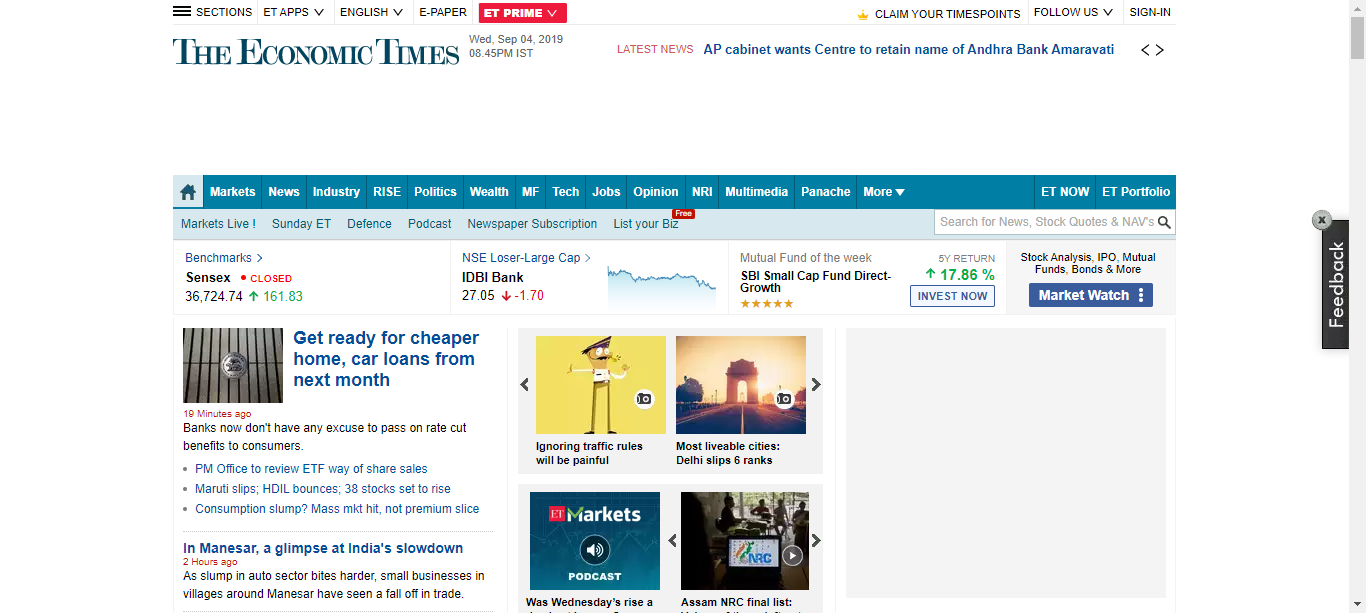 SECTIONS ET APPS ENGLISH E-PAPER ET PRIME CLAIM YOUR TIMESPOINTS FOLLOW US SIGN-IN
THE ECONOMIC TIMES
Wed, Sep 04, 2019
08.45PM IST
LATEST NEWS AP cabinet wants Centre to retain name of Andhra Bank Amaravati
Markets News Industry RISE Politics Wealth MF Tech Jobs Opinion NRI Multimedia Panache More ET NOW ET Portfolio
Markets Live ! Sunday ET Defence Podcast Newspaper Subscription List your Biz Free
Search for News, Stock Quotes & NAV's
x
Feedback
Benchmarks
Sensex CLOSED
36,724.74 161.83
NSE Loser-Large Cap
IDBI Bank
27.05 -1.70
Mutual Fund of the week
SBI Small Cap Fund Direct-
Growth
5Y RETURN
17.86 %
INVEST NOW
Stock Analysis, IPO, Mutual
Funds, Bonds & More
Market Watch
Get ready for cheaper
home, car loans from
next month
19 Minutes ago
Banks now don't have any excuse to pass on rate cut
benefits to consumers.
PM Office to review ETF way of share sales
Maruti slips; HDIL bounces; 38 stocks set to rise
Consumption slump? Mass mkt hit, not premium slice
In Manesar, a glimpse at India's slowdown
2 Hours ago
As slump in auto sector bites harder, small businesses in
villages around Manesar have seen a fall off in trade.
Ignoring traffic rules
will be painful
Most liveable cities:
Delhi slips 6 ranks
ET Markets
PODCAST
Was Wednesday's rise a
NRC
Assam NRC final list: